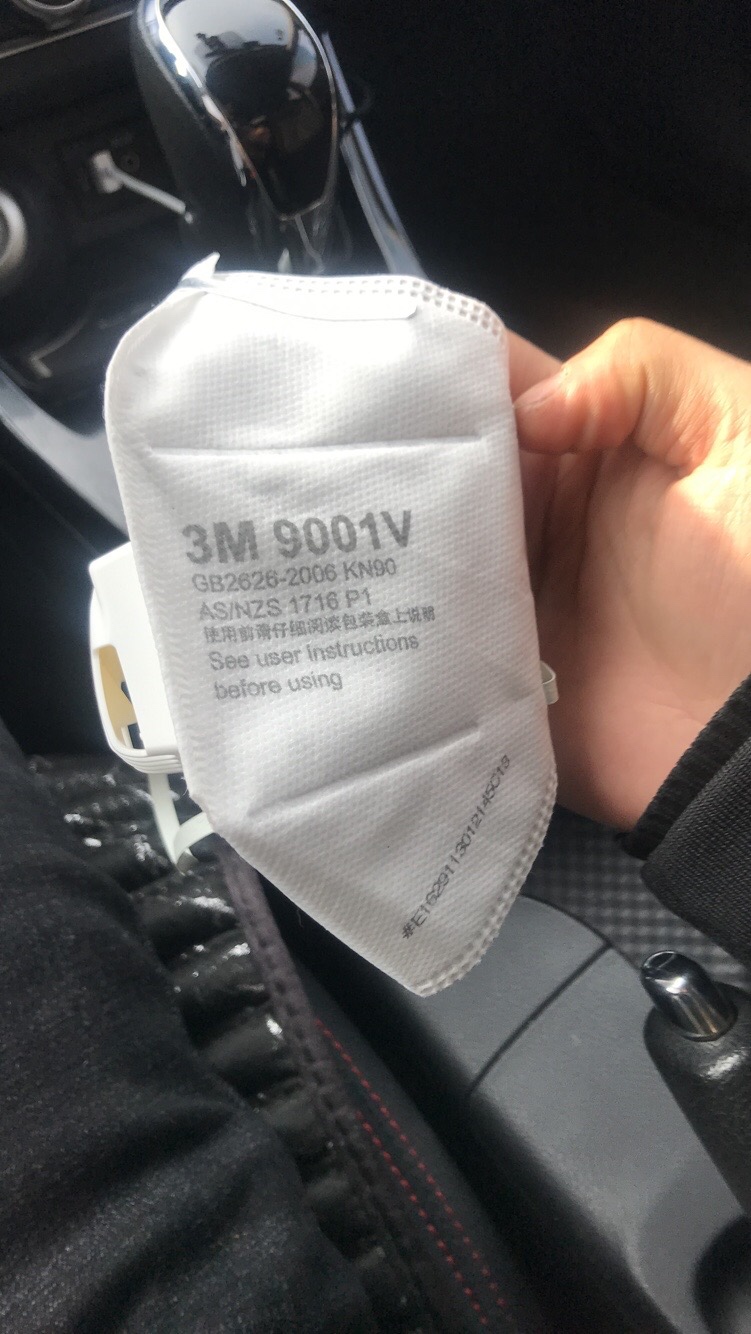 3M 9001V
GB2626-2006 KN90
AS/NZS 1716 P1
使用前请仔细阅读包装盒上说明
See user instructions
before using